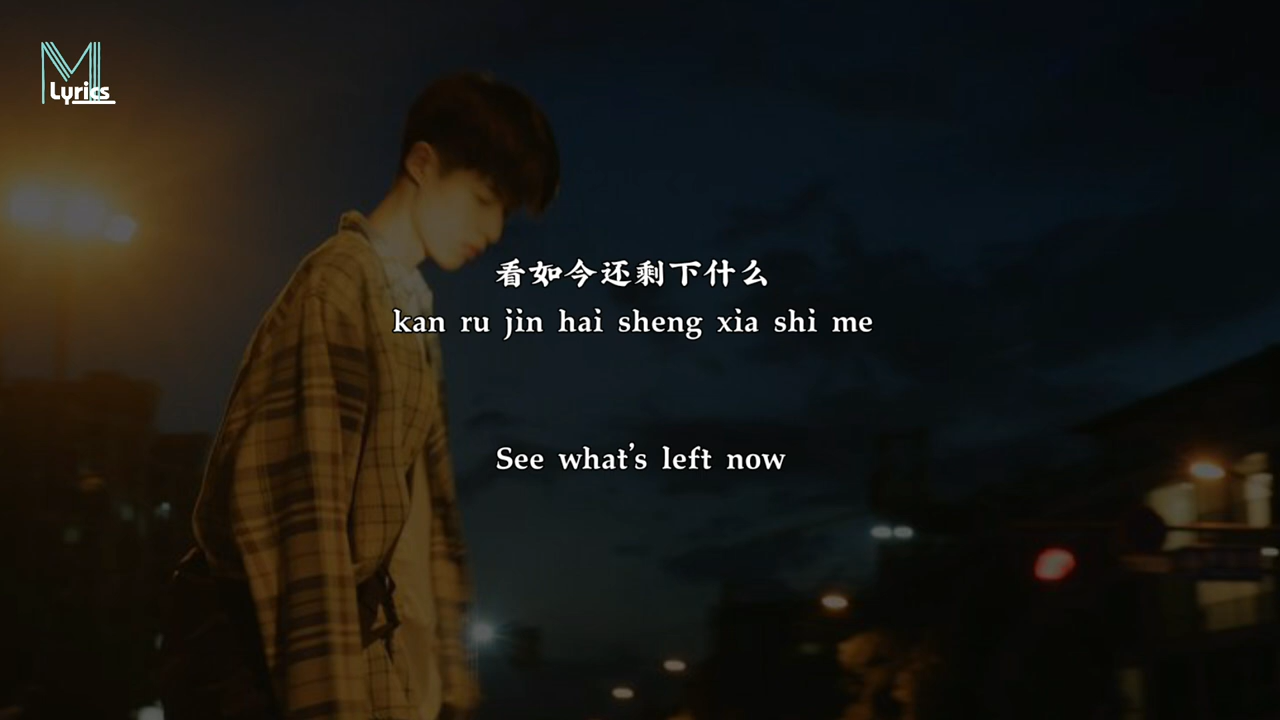 M
Lyrics
看如今还剩下什么
kan ru jin hai sheng xia shi me
See what's left now